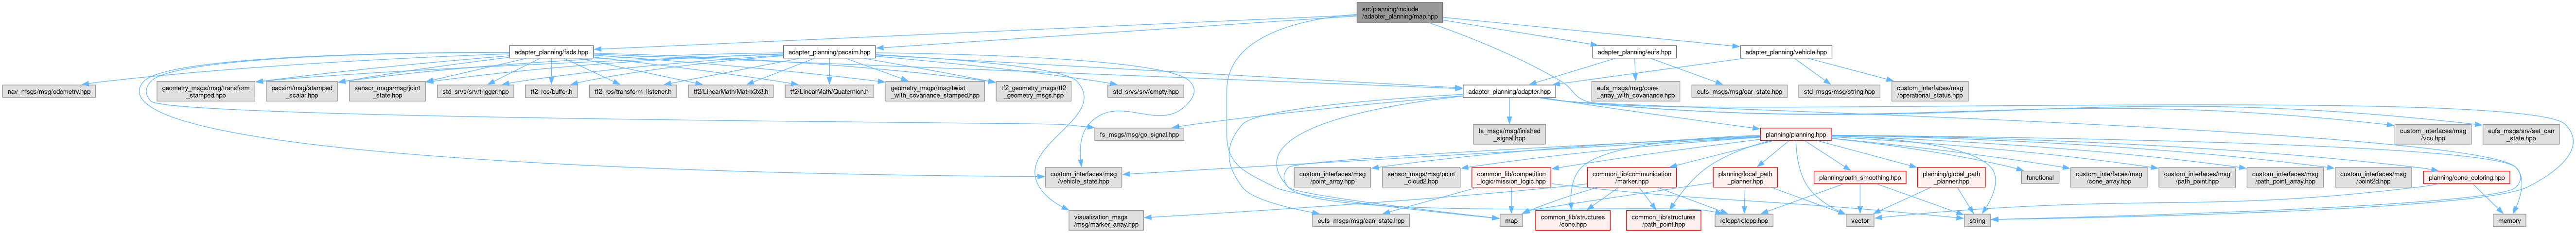 src/planning/include
/adapter_planning/map.hpp
adapter_planning/fsds.hpp
adapter_planning/pacsim.hpp
adapter_planning/eufs.hpp
adapter_planning/vehicle.hpp
nav_msgs/msg/odometry.hpp
geometry_msgs/msg/transform
_stamped.hpp
pacsim/msg/stamped
_scalar.hpp
sensor_msgs/msg/joint
_state.hpp
std_srvs/srv/trigger.hpp
tf2_ros/buffer.h
tf2_ros/transform_listener.h
tf2/LinearMath/Matrix3x3.h
tf2/LinearMath/Quaternion.h
geometry_msgs/msg/twist
_with_covariance_stamped.hpp
tf2_geometry_msgs/tf2
_geometry_msgs.hpp
std_srvs/srv/empty.hpp
adapter_planning/adapter.hpp
eufs_msgs/msg/cone
_array_with_covariance.hpp
eufs_msgs/msg/car_state.hpp
std_msgs/msg/string.hpp
custom_interfaces/msg
/operational_status.hpp
fs_msgs/msg/go_signal.hpp
fs_msgs/msg/finished
_signal.hpp
planning/planning.hpp
custom_interfaces/msg
/vcu.hpp
eufs_msgs/srv/set_can
_state.hpp
custom_interfaces/msg
/vehicle_state.hpp
custom_interfaces/msg
/point_array.hpp
sensor_msgs/msg/point
_cloud2.hpp
common_lib/competition
_logic/mission_logic.hpp
common_lib/communication
/marker.hpp
planning/local_path
_planner.hpp
planning/path_smoothing.hpp
planning/global_path
_planner.hpp
functional
custom_interfaces/msg
/cone_array.hpp
custom_interfaces/msg
/path_point.hpp
custom_interfaces/msg
/path_point_array.hpp
custom_interfaces/msg
/point2d.hpp
planning/cone_coloring.hpp
visualization_msgs
/msg/marker_array.hpp
eufs_msgs/msg/can_state.hpp
map
common_lib/structures
/cone.hpp
common_lib/structures
/path_point.hpp
rclcpp/rclcpp.hpp
vector
string
memory